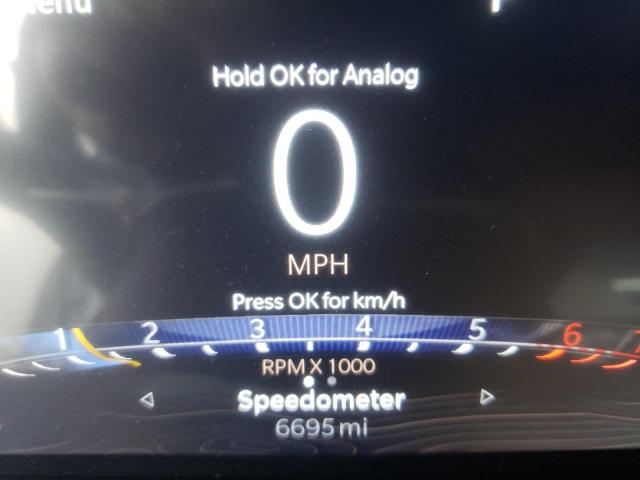 Hold OK for Analog
0
MPH
Press OK for km/h
1 2 3 4 5 6
RPM X 1000
Speedometer
6695 mi